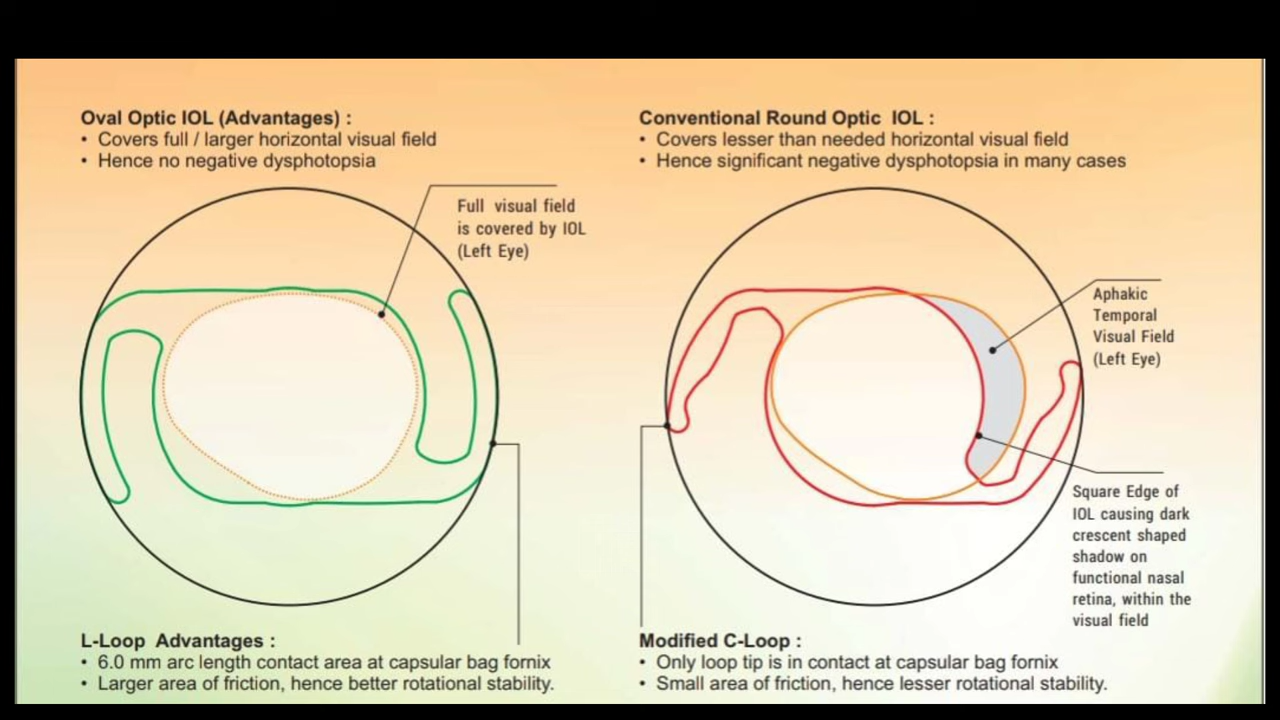 Oval Optic IOL (Advantages) :
• Covers full / larger horizontal visual field
• Hence no negative dysphotopsia
Full visual field
is covered by IOL
(Left Eye)
L-Loop Advantages :
• 6.0 mm arc length contact area at capsular bag fornix
• Larger area of friction, hence better rotational stability.
Conventional Round Optic IOL :
• Covers lesser than needed horizontal visual field
• Hence significant negative dysphotopsia in many cases
Aphakic
Temporal
Visual Field
(Left Eye)
Square Edge of
IOL causing dark
crescent shaped
shadow on
functional nasal
retina, within the
visual field
Modified C-Loop :
• Only loop tip is in contact at capsular bag fornix
• Small area of friction, hence lesser rotational stability.